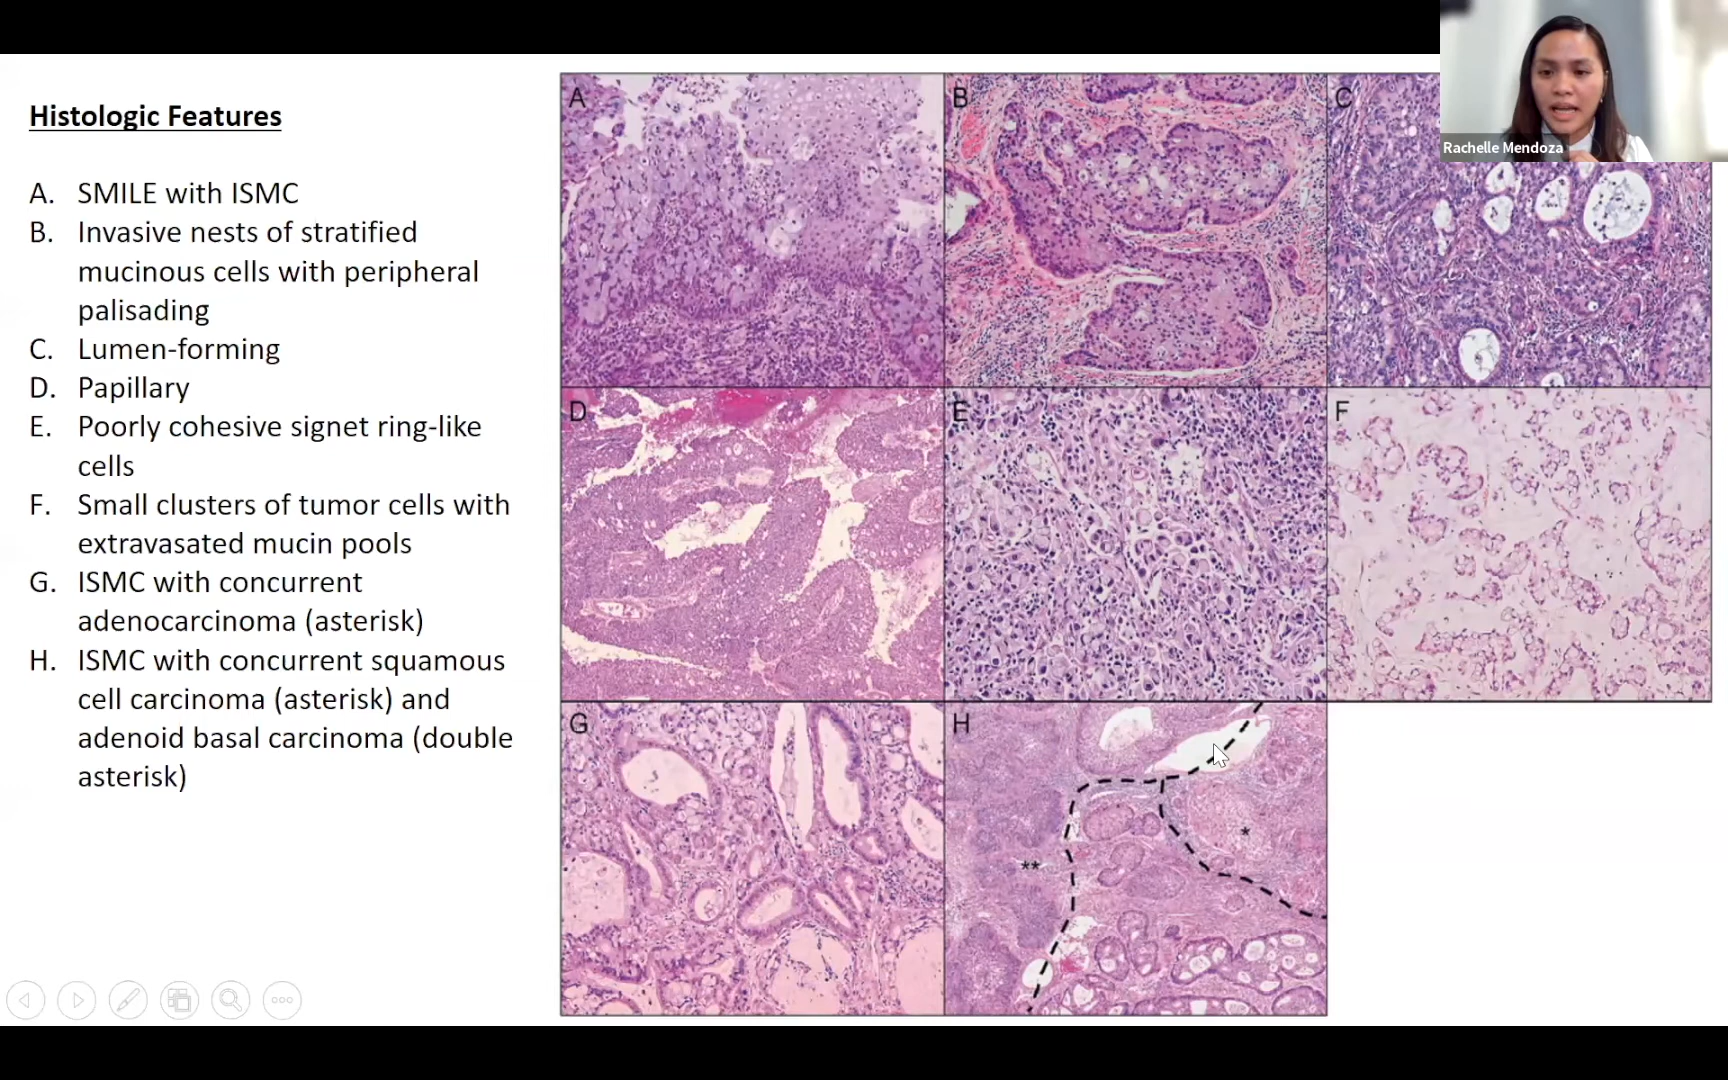 Histologic Features
A. SMILE with ISMC
B. Invasive nests of stratified
mucinous cells with peripheral
palisading
C. Lumen-forming
D. Papillary
E. Poorly cohesive signet ring-like
cells
F. Small clusters of tumor cells with
extravasated mucin pools
G. ISMC with concurrent
adenocarcinoma (asterisk)
H. ISMC with concurrent squamous
cell carcinoma (asterisk) and
adenoid basal carcinoma (double
asterisk)
A
B
C
Rachelle Mendoza
D
E
F
G
H
*
**